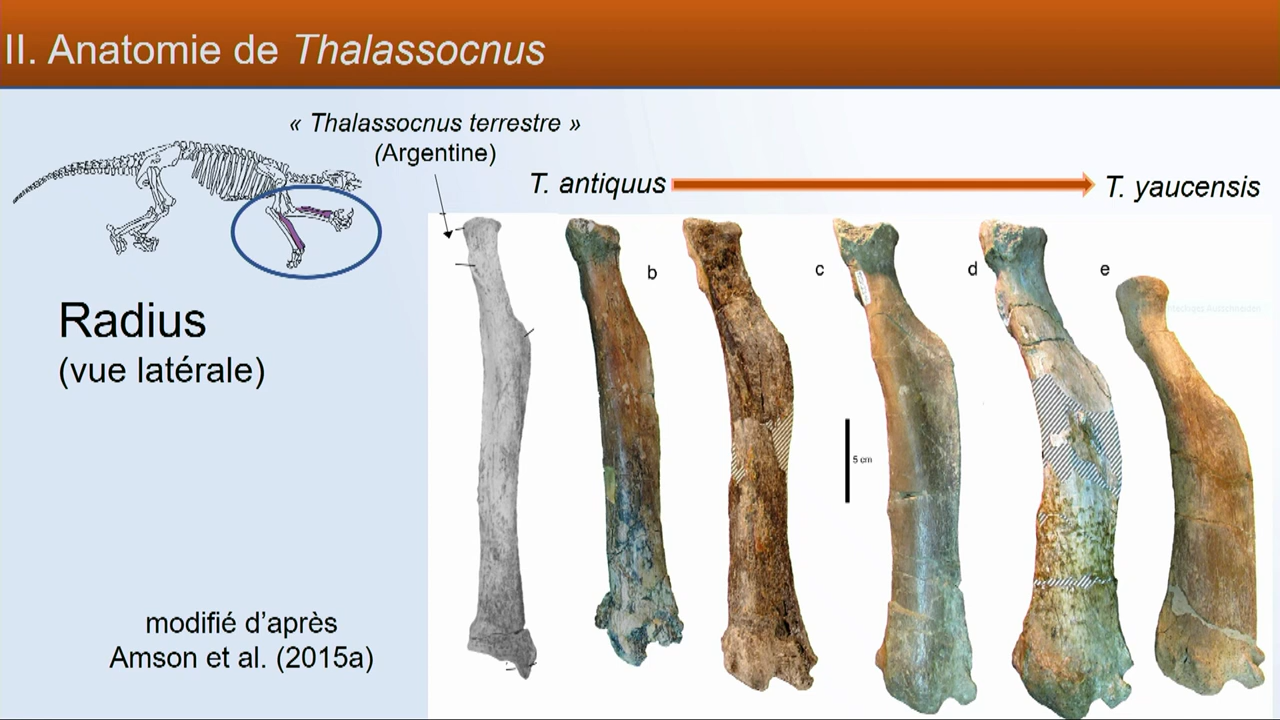 II. Anatomie de Thalassocnus
« Thalassocnus terrestre »
(Argentine)
T. antiquus
T. yaucensis
b
c
d
e
Radius
(vue latérale)
5 cm
modifié d’après
Amson et al. (2015a)